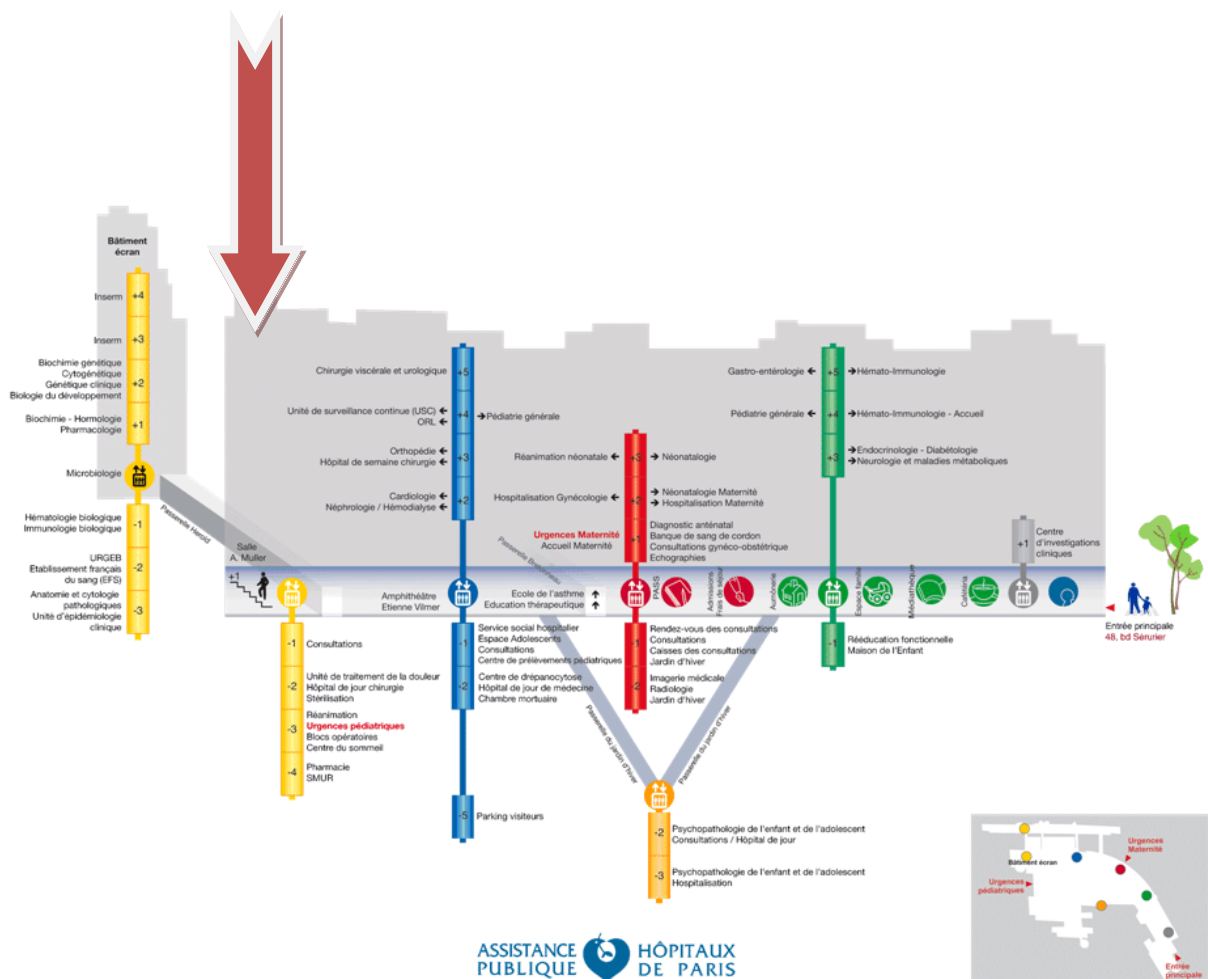 Bâtiment
écran
+4
Inserm
+3
Inserm
+2
Biochimie génétique
Cytogénétique
Génétique clinique
Biologie du développement
+1
Biochimie - Hormologie
Pharmacologie
Microbiologie
-1
Hématologie biologique
Immunologie biologique
-2
URGEB
Etablissement français
du sang (EFS)
-3
Anatomie et cytologie
pathologiques
Unité d'épidémiologie
clinique
Passerelle Herold
Salle
A. Muller
+1
-1
Consultations
-2
Unité de traitement de la douleur
Hôpital de jour chirurgie
Stérilisation
-3
Réanimation
Urgences pédiatriques
Blocs opératoires
Centre du sommeil
-4
Pharmacie
SMUR
Chirurgie viscérale et urologique
+5
Unité de surveillance continue (USC)
ORL
+4
Pédiatrie générale
Orthopédie
Hôpital de semaine chirurgie
+3
Cardiologie
Néphrologie / Hémodialyse
+2
Amphithéâtre
Etienne Vilmer
Ecole de l'asthme
Education thérapeutique
-1
Service social hospitalier
Espace Adolescents
Consultations
Centre de prélèvements pédiatriques
-2
Centre de drépanocytose
Hôpital de jour de médecine
Chambre mortuaire
-5
Parking visiteurs
Réanimation néonatale
+3
Néonatalogie
Hospitalisation Gynécologie
+2
Néonatologie Maternité
Hospitalisation Maternité
Urgences Maternité
Accueil Maternité
+1
Diagnostic anténatal
Banque de sang de cordon
Consultations gynéco-obstétrique
Echographies
PASS
Admissions
Frais de séjour
Aumônerie
-1
Rendez-vous des consultations
Consultations
Caisses des consultations
Jardin d'hiver
-2
Imagerie médicale
Radiologie
Jardin d'hiver
Passerelle du jardin d'hiver
Passerelle du jardin d'hiver
-2
Psychopathologie de l'enfant et de l'adolescent
Consultations / Hôpital de jour
-3
Psychopathologie de l'enfant et de l'adolescent
Hospitalisation
Gastro-entérologie
+5
Hémato-Immunologie
Pédiatrie générale
+4
Hémato-Immunologie - Accueil
+3
Endocrinologie - Diabétologie
Neurologie et maladies métaboliques
Espace famille
Médiathèque
Cafétéria
-1
Rééducation fonctionnelle
Maison de l'Enfant
+1
Centre
d'investigations
cliniques
Entrée principale
48, bd Sérurier
Urgences
Maternité
Bâtiment écran
Urgences
pédiatriques
Entrée
principale
ASSISTANCE HÔPITAUX
PUBLIQUE DE PARIS